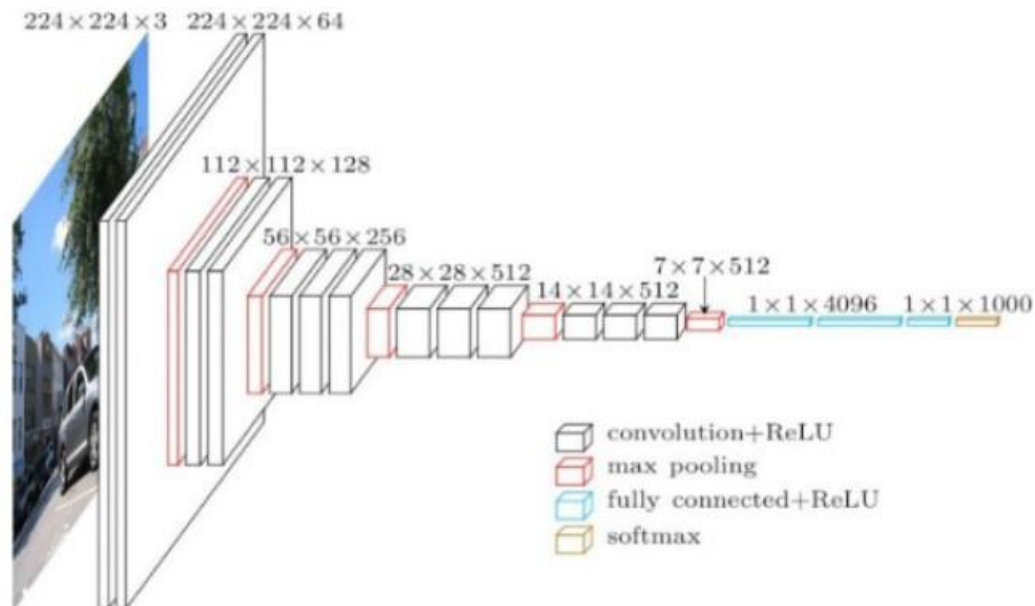 224×224×3
224×224×64
112×112×128
56×56×256
28×28×512
14×14×512
7×7×512
1×1×4096
1×1×1000
convolution+ReLU
max pooling
fully connected+ReLU
softmax